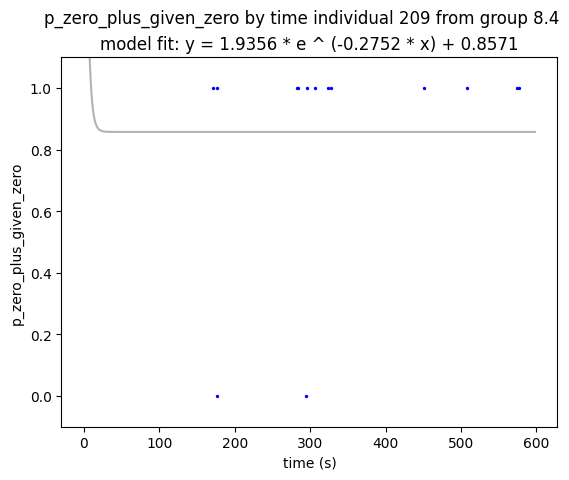 p_zero_plus_given_zero by time individual 209 from group 8.4
model fit: y = 1.9356 * e ^ (-0.2752 * x) + 0.8571
1.0
0.8
0.6
0.4
0.2
0.0
p_zero_plus_given_zero
0 100 200 300 400 500 600
time (s)